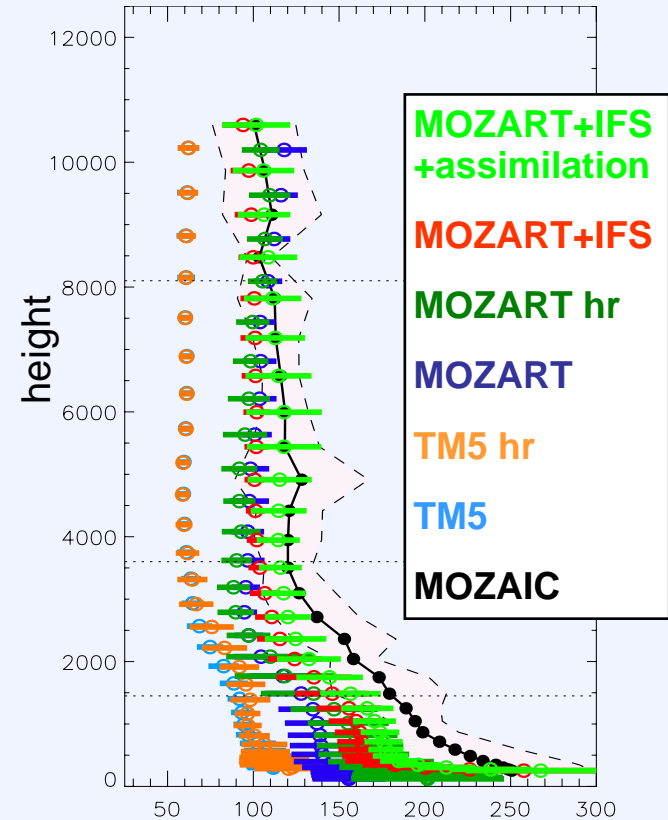 12000
10000
8000
6000
4000
2000
0
height
50
100
150
200
250
300
MOZART+IFS
+assimilation
MOZART+IFS
MOZART hr
MOZART
TM5 hr
TM5
MOZAIC